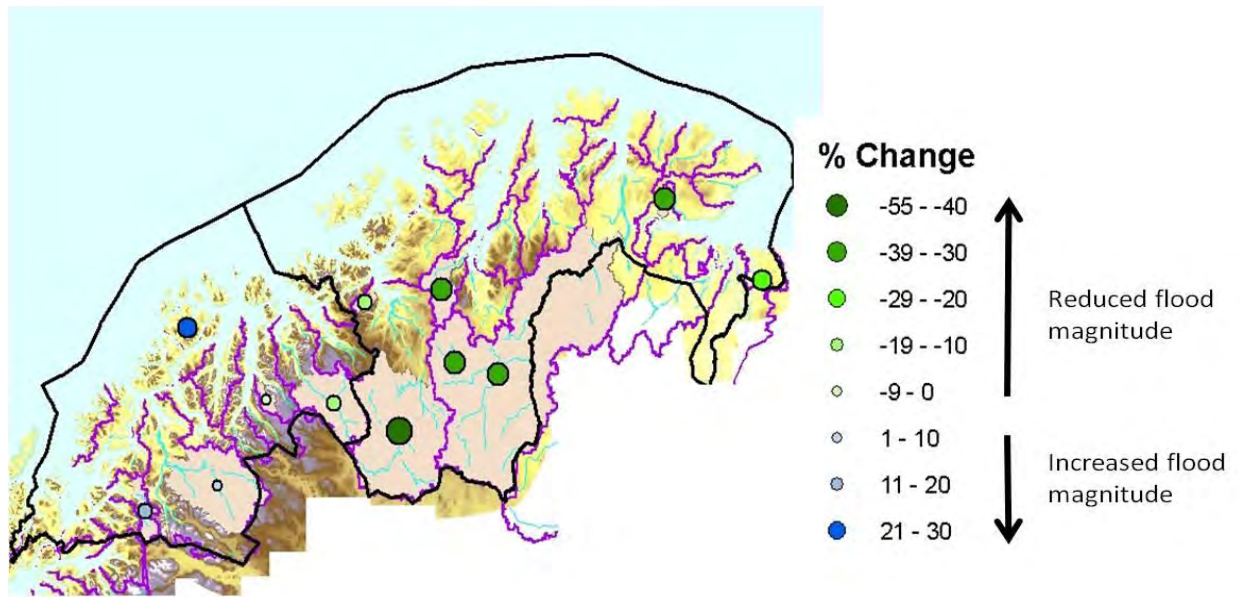 % Change
-55 - -40
-39 - -30
-29 - -20
-19 - -10
-9 - 0
1 - 10
11 - 20
21 - 30
Reduced flood
magnitude
Increased flood
magnitude